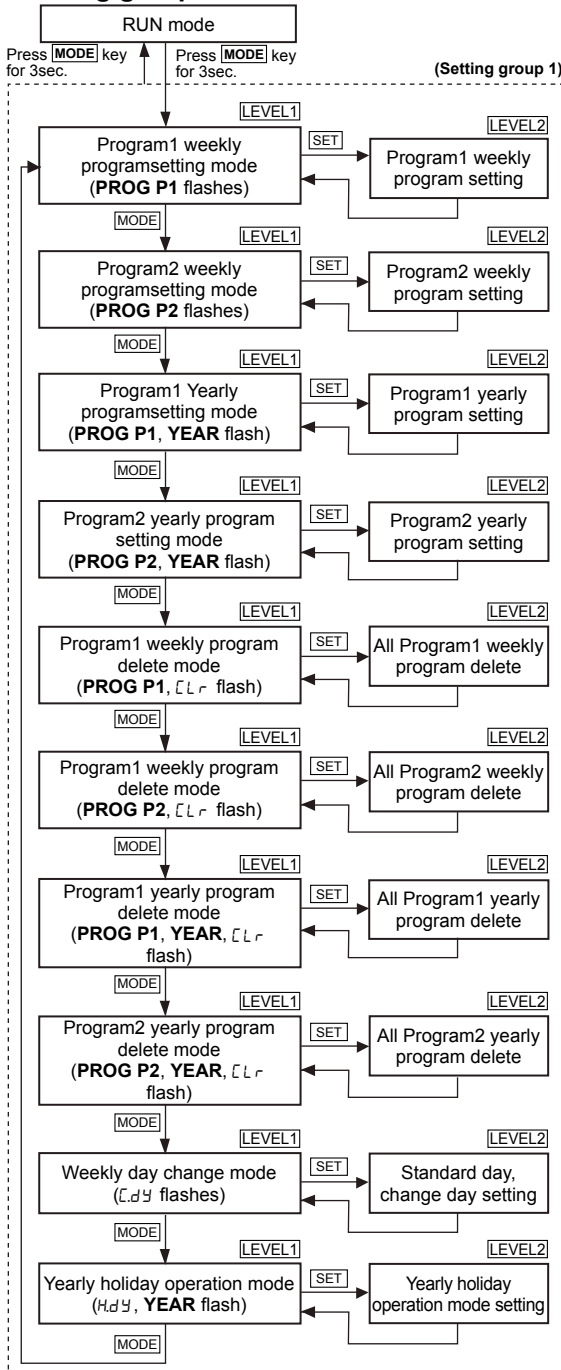 RUN mode
Press MODE key
for 3sec.
Press MODE key
for 3sec.
(Setting group 1)
LEVEL1
Program1 weekly
programsetting mode
(PROG P1 flashes)
SET
LEVEL2
Program1 weekly
program setting
MODE
LEVEL1
Program2 weekly
programsetting mode
(PROG P2 flashes)
SET
LEVEL2
Program2 weekly
program setting
MODE
LEVEL1
Program1 Yearly
programsetting mode
(PROG P1, YEAR flash)
SET
LEVEL2
Program1 yearly
program setting
MODE
LEVEL1
Program2 yearly program
setting mode
(PROG P2, YEAR flash)
SET
LEVEL2
Program2 yearly
program setting
MODE
LEVEL1
Program1 weekly program
delete mode
(PROG P1, CLr flash)
SET
LEVEL2
All Program1 weekly
program delete
MODE
LEVEL1
Program1 weekly program
delete mode
(PROG P2, CLr flash)
SET
LEVEL2
All Program2 weekly
program delete
MODE
LEVEL1
Program1 yearly program
delete mode
(PROG P1, YEAR, CLr
flash)
SET
LEVEL2
All Program1 yearly
program delete
MODE
LEVEL1
Program2 yearly program
delete mode
(PROG P2, YEAR, CLr
flash)
SET
LEVEL2
All Program2 yearly
program delete
MODE
LEVEL1
Weekly day change mode
(C.dY flashes)
SET
LEVEL2
Standard day,
change day setting
MODE
LEVEL1
Yearly holiday operation mode
(H.dY, YEAR flash)
SET
LEVEL2
Yearly holiday
operation mode setting
MODE